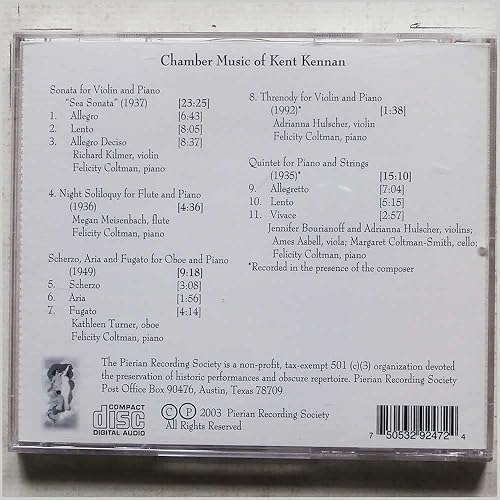 Chamber Music of Kent Kennan
Sonata for Violin and Piano
"Sea Sonata" (1937) [23:25]
1. Allegro [6:43]
2. Lento [8:05]
3. Allegro Deciso [8:37]
Richard Kilmer, violin
Felicity Coltman, piano
4. Night Soliloquy for Flute and Piano
(1936) [4:36]
Megan Meisenbach, flute
Felicity Coltman, piano
Scherzo, Aria and Fugato for Oboe and Piano
(1949) [9:18]
5. Scherzo [3:08]
6. Aria [1:56]
7. Fugato [4:14]
Kathleen Turner, oboe
Felicity Coltman, piano
8. Threnody for Violin and Piano
(1992)* [1:38]
Adrianna Hulscher, violin
Felicity Coltman, piano
Quintet for Piano and Strings
(1935)* [15:10]
9. Allegretto [7:04]
10. Lento [5:15]
11. Vivace [2:57]
Jennifer Bourianoff and Adrianna Hulscher, violins;
Ames Asbell, viola; Margaret Coltman-Smith, cello;
Felicity Coltman, piano
*Recorded in the presence of the composer
The Pierian Recording Society is a non-profit, tax-exempt 501 (c)(3) organization devoted
the preservation of historic performances and obscure repertoire. Pierian Recording Society
Post Office Box 90476, Austin, Texas 78709
COMPACT
disc
DIGITAL AUDIO
© ℗ 2003 Pierian Recording Society
All Rights Reserved
7 50532 92472 4